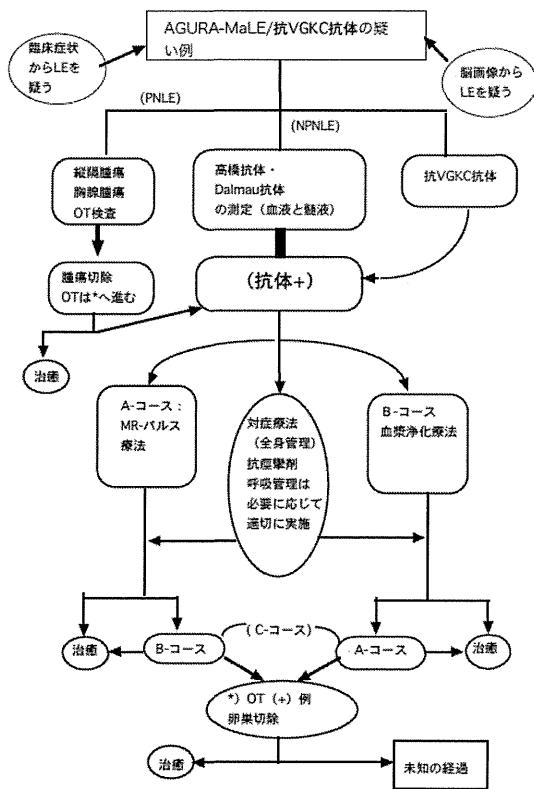 AGURA-MaLE/抗VGKC抗体の疑
い例
臨床症状
からLEを
疑う
脳画像から
LEを疑う
(PNLE)
(NPNLE)
縦隔腫瘍
胸腺腫瘍
OT検査
高橋抗体・
Dalmau抗体
の測定（血液と髄液）
抗VGKC抗体
腫瘍切除
OTは*へ進む
(抗体+)
治癒
A-コース：
MR-パルス
療法
対症療法
（全身管理）
抗痙攣剤
呼吸管理は
必要に応じて
適切に実施
B-コース
血漿浄化療法
治癒
B-コース
(C-コース)
A-コース
治癒
*）OT（+）例
卵巣切除
治癒
未知の経過